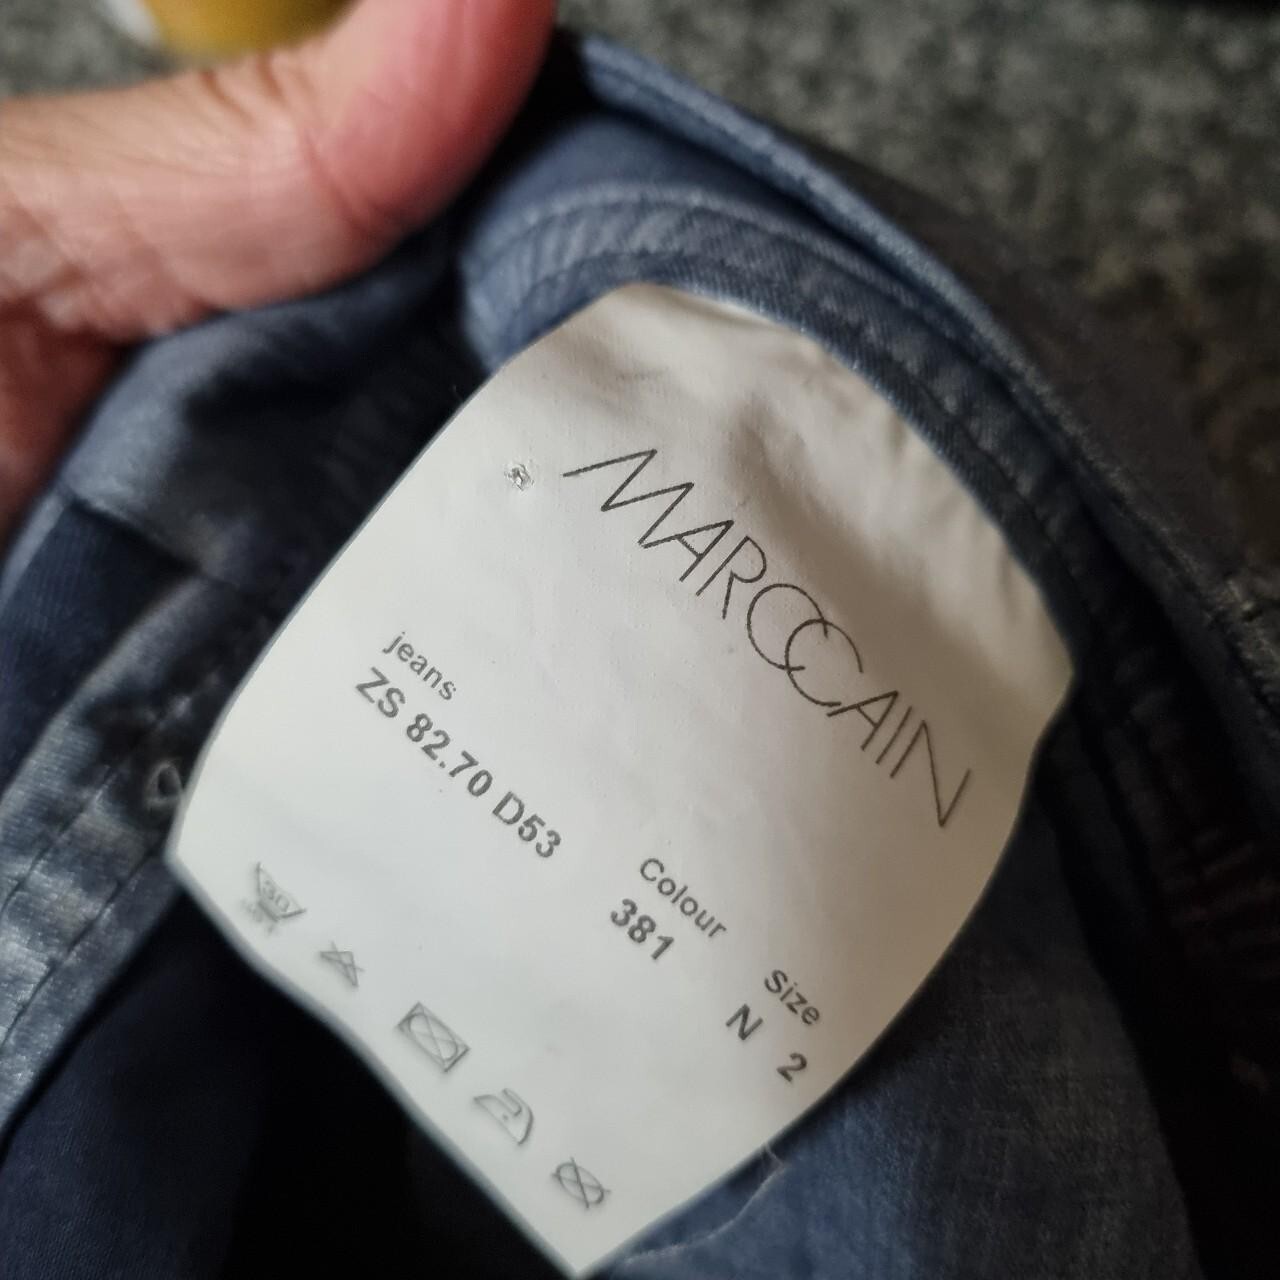 MARCCAIN
jeans
ZS 82.70 D53
Colour
381
Size
N 2
30